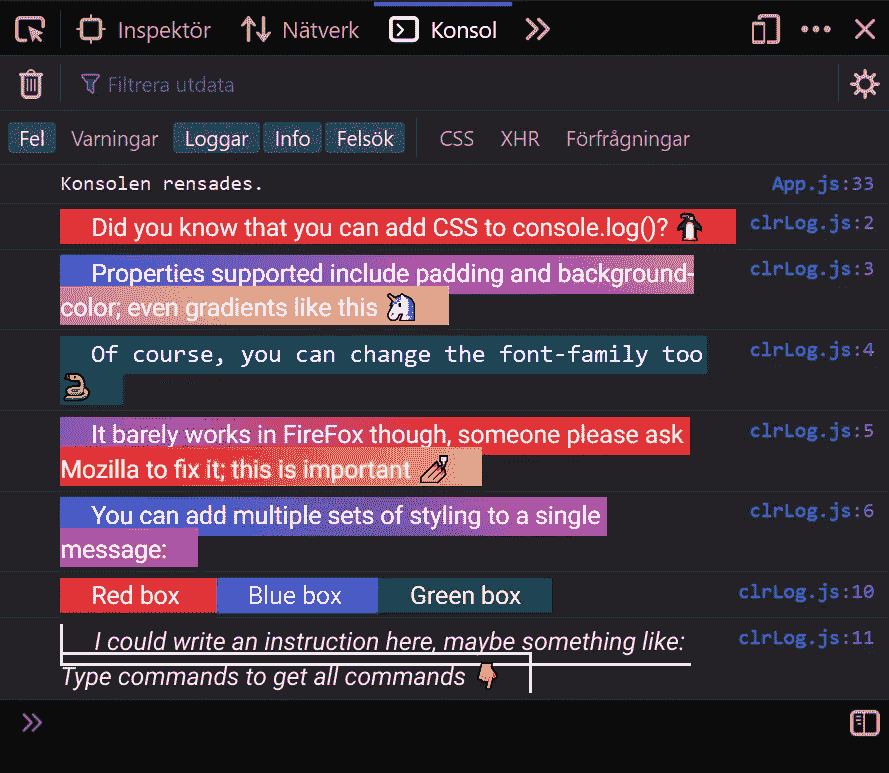 Inspektör Nätverk Konsol
Filtrera utdata
Fel Varningar Loggar Info Felsök CSS XHR Förfrågningar
Konsolen rensades. App.js:33
Did you know that you can add CSS to console.log()? 🐧 clrLog.js:2
Properties supported include padding and background- clrLog.js:3
color, even gradients like this 🦄
Of course, you can change the font-family too clrLog.js:4
🐍
It barely works in FireFox though, someone please ask clrLog.js:5
Mozilla to fix it; this is important 💅
You can add multiple sets of styling to a single clrLog.js:6
message:
Red box Blue box Green box clrLog.js:10
I could write an instruction here, maybe something like: clrLog.js:11
Type commands to get all commands 👇